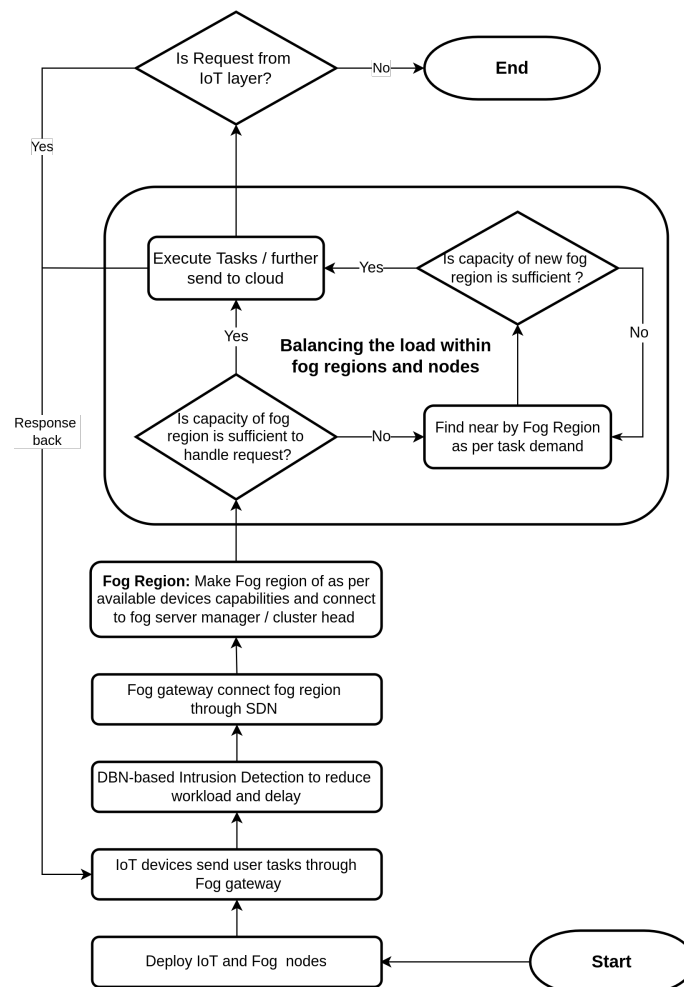 Is Request from
IoT layer?
No
End
Yes
Execute Tasks / further
send to cloud
Yes
Is capacity of new fog
region is sufficient ?
No
Yes
Balancing the load within
fog regions and nodes
Response
back
Is capacity of fog
region is sufficient to
handle request?
No
Find near by Fog Region
as per task demand
Fog Region: Make Fog region of as per
available devices capabilities and connect
to fog server manager / cluster head
Fog gateway connect fog region
through SDN
DBN-based Intrusion Detection to reduce
workload and delay
IoT devices send user tasks through
Fog gateway
Deploy IoT and Fog nodes
Start